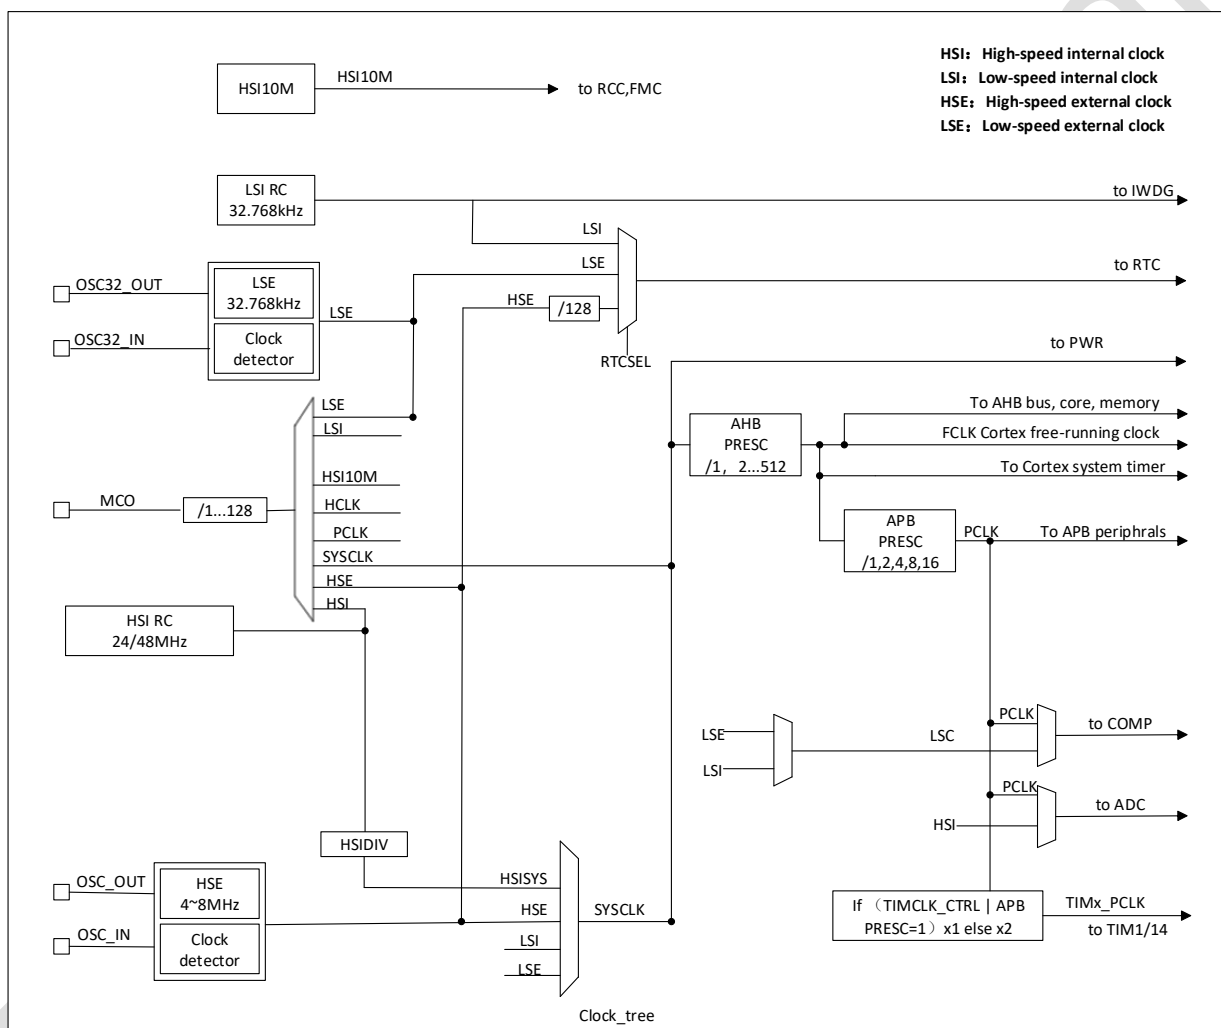 HSI： High-speed internal clock
LSI： Low-speed internal clock
HSE： High-speed external clock
LSE： Low-speed external clock
HSI10M
HSI10M
to RCC,FMC
LSI RC
32.768kHz
to IWDG
LSI
LSE
HSE
/128
RTCSEL
to RTC
OSC32_OUT
OSC32_IN
LSE
32.768kHz
Clock
detector
LSE
to PWR
LSE
LSI
HSI10M
HCLK
PCLK
SYSCLK
HSE
HSI
MCO
/1...128
AHB
PRESC
/1， 2...512
To AHB bus, core, memory
FCLK Cortex free-running clock
To Cortex system timer
APB
PRESC
/1,2,4,8,16
PCLK
To APB periphrals
HSI RC
24/48MHz
LSE
LSI
LSC
PCLK
to COMP
PCLK
HSI
to ADC
HSIDIV
OSC_OUT
OSC_IN
HSE
4~8MHz
Clock
detector
HSISYS
HSE
LSI
LSE
SYSCLK
If （TIMCLK_CTRL | APB
PRESC=1） x1 else x2
TIMx_PCLK
to TIM1/14
Clock_tree